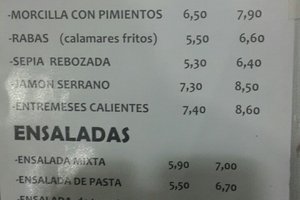 -MORCILLA CON PIMIENTOS 6,50 7,90
-RABAS (calamares fritos) 5,50 6,60
-SEPIA REBOZADA 5,30 6,40
-JAMON SERRANO 7,30 8,50
-ENTREMESES CALIENTES 7,40 8,60
ENSALADAS
-ENSALADA MIXTA 5,90 7,00
-ENSALADA DE PASTA 5,50 6,70
-ENSALADA